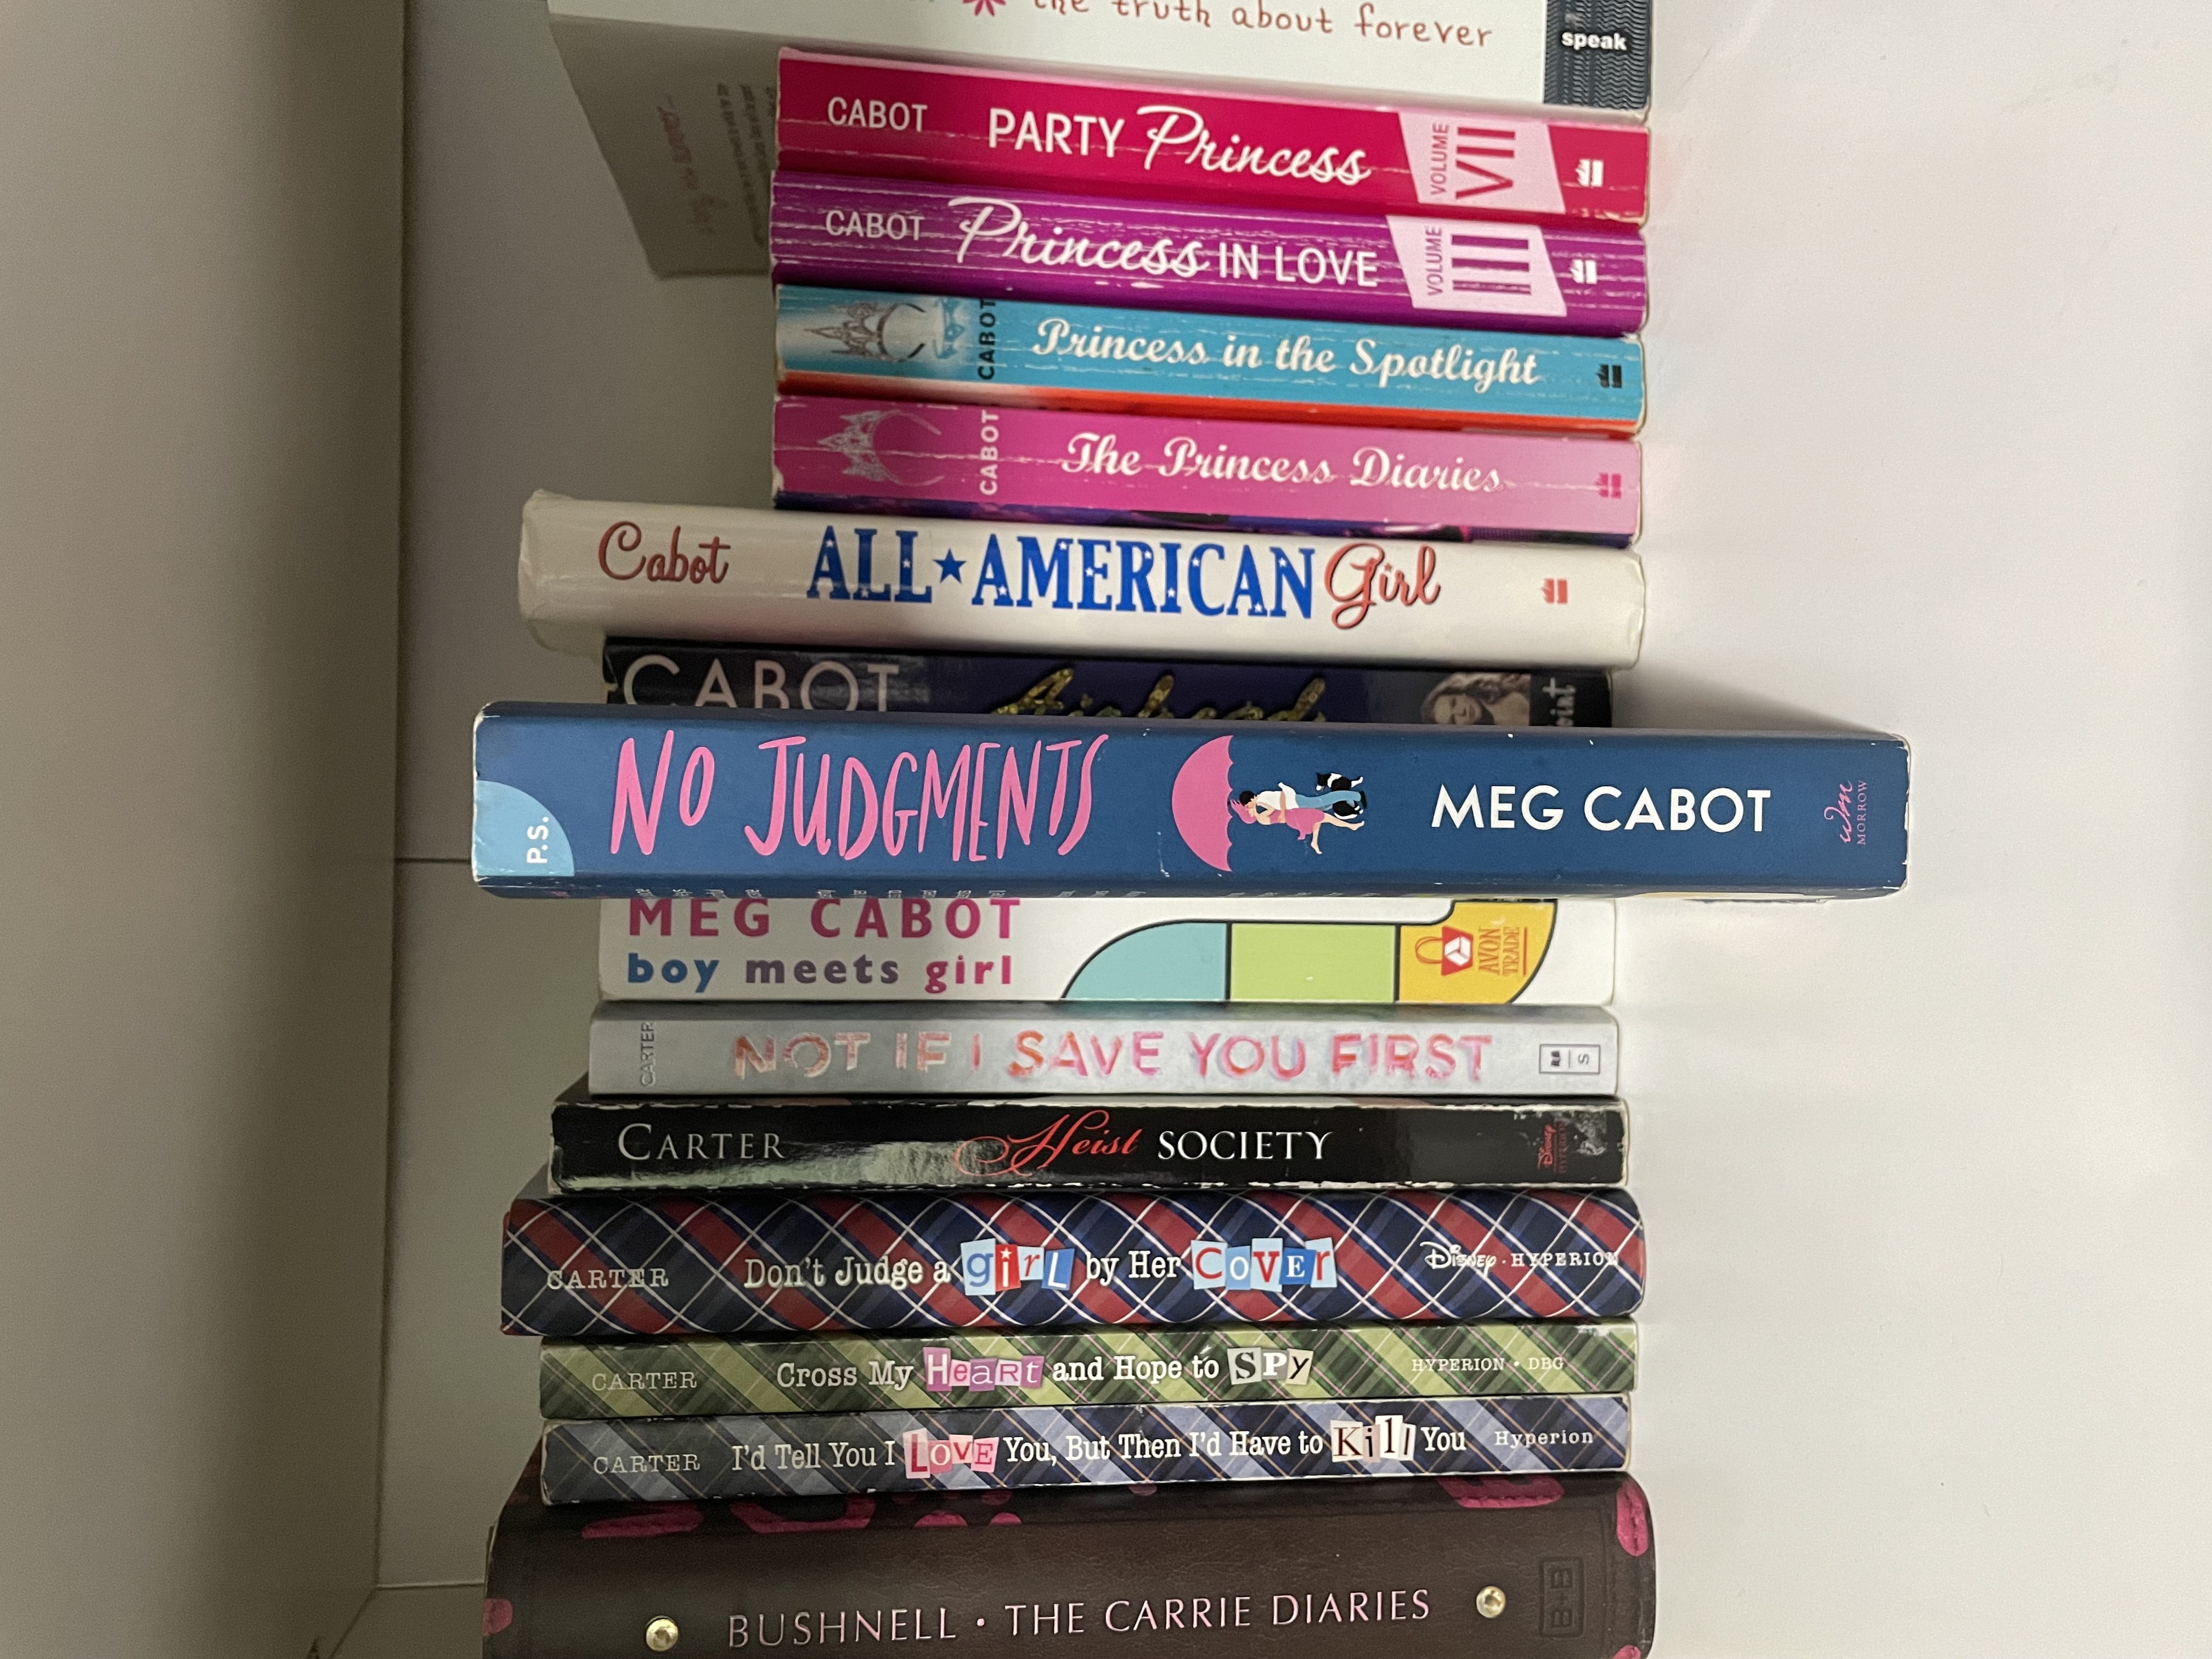 BUSHNELL • THE CARRIE DIARIES
B+B
CARTER
I'd Tell You I Love You, But Then I'd Have to Kill You
Hyperion
CARTER
Cross My Heart and Hope to SPy
HYPERION • DBG
CARTER
Don't Judge a girL by Her CoVEr
Disney • HYPERION
CARTER
Heist SOCIETY
Disney
HYPERION
CARTER
NOT IF I SAVE YOU FIRST
S
MEG CABOT
boy meets girl
AVON
TRADE
P.S.
NO JUDGMENTS
MEG CABOT
wm
MORROW
CABOT
Cabot
ALL★AMERICAN Girl
CABOT
The Princess Diaries
CABOT
Princess in the Spotlight
CABOT
Princess IN LOVE
VOLUME
III
CABOT
PARTY Princess
VOLUME
VII
the truth about forever
speak